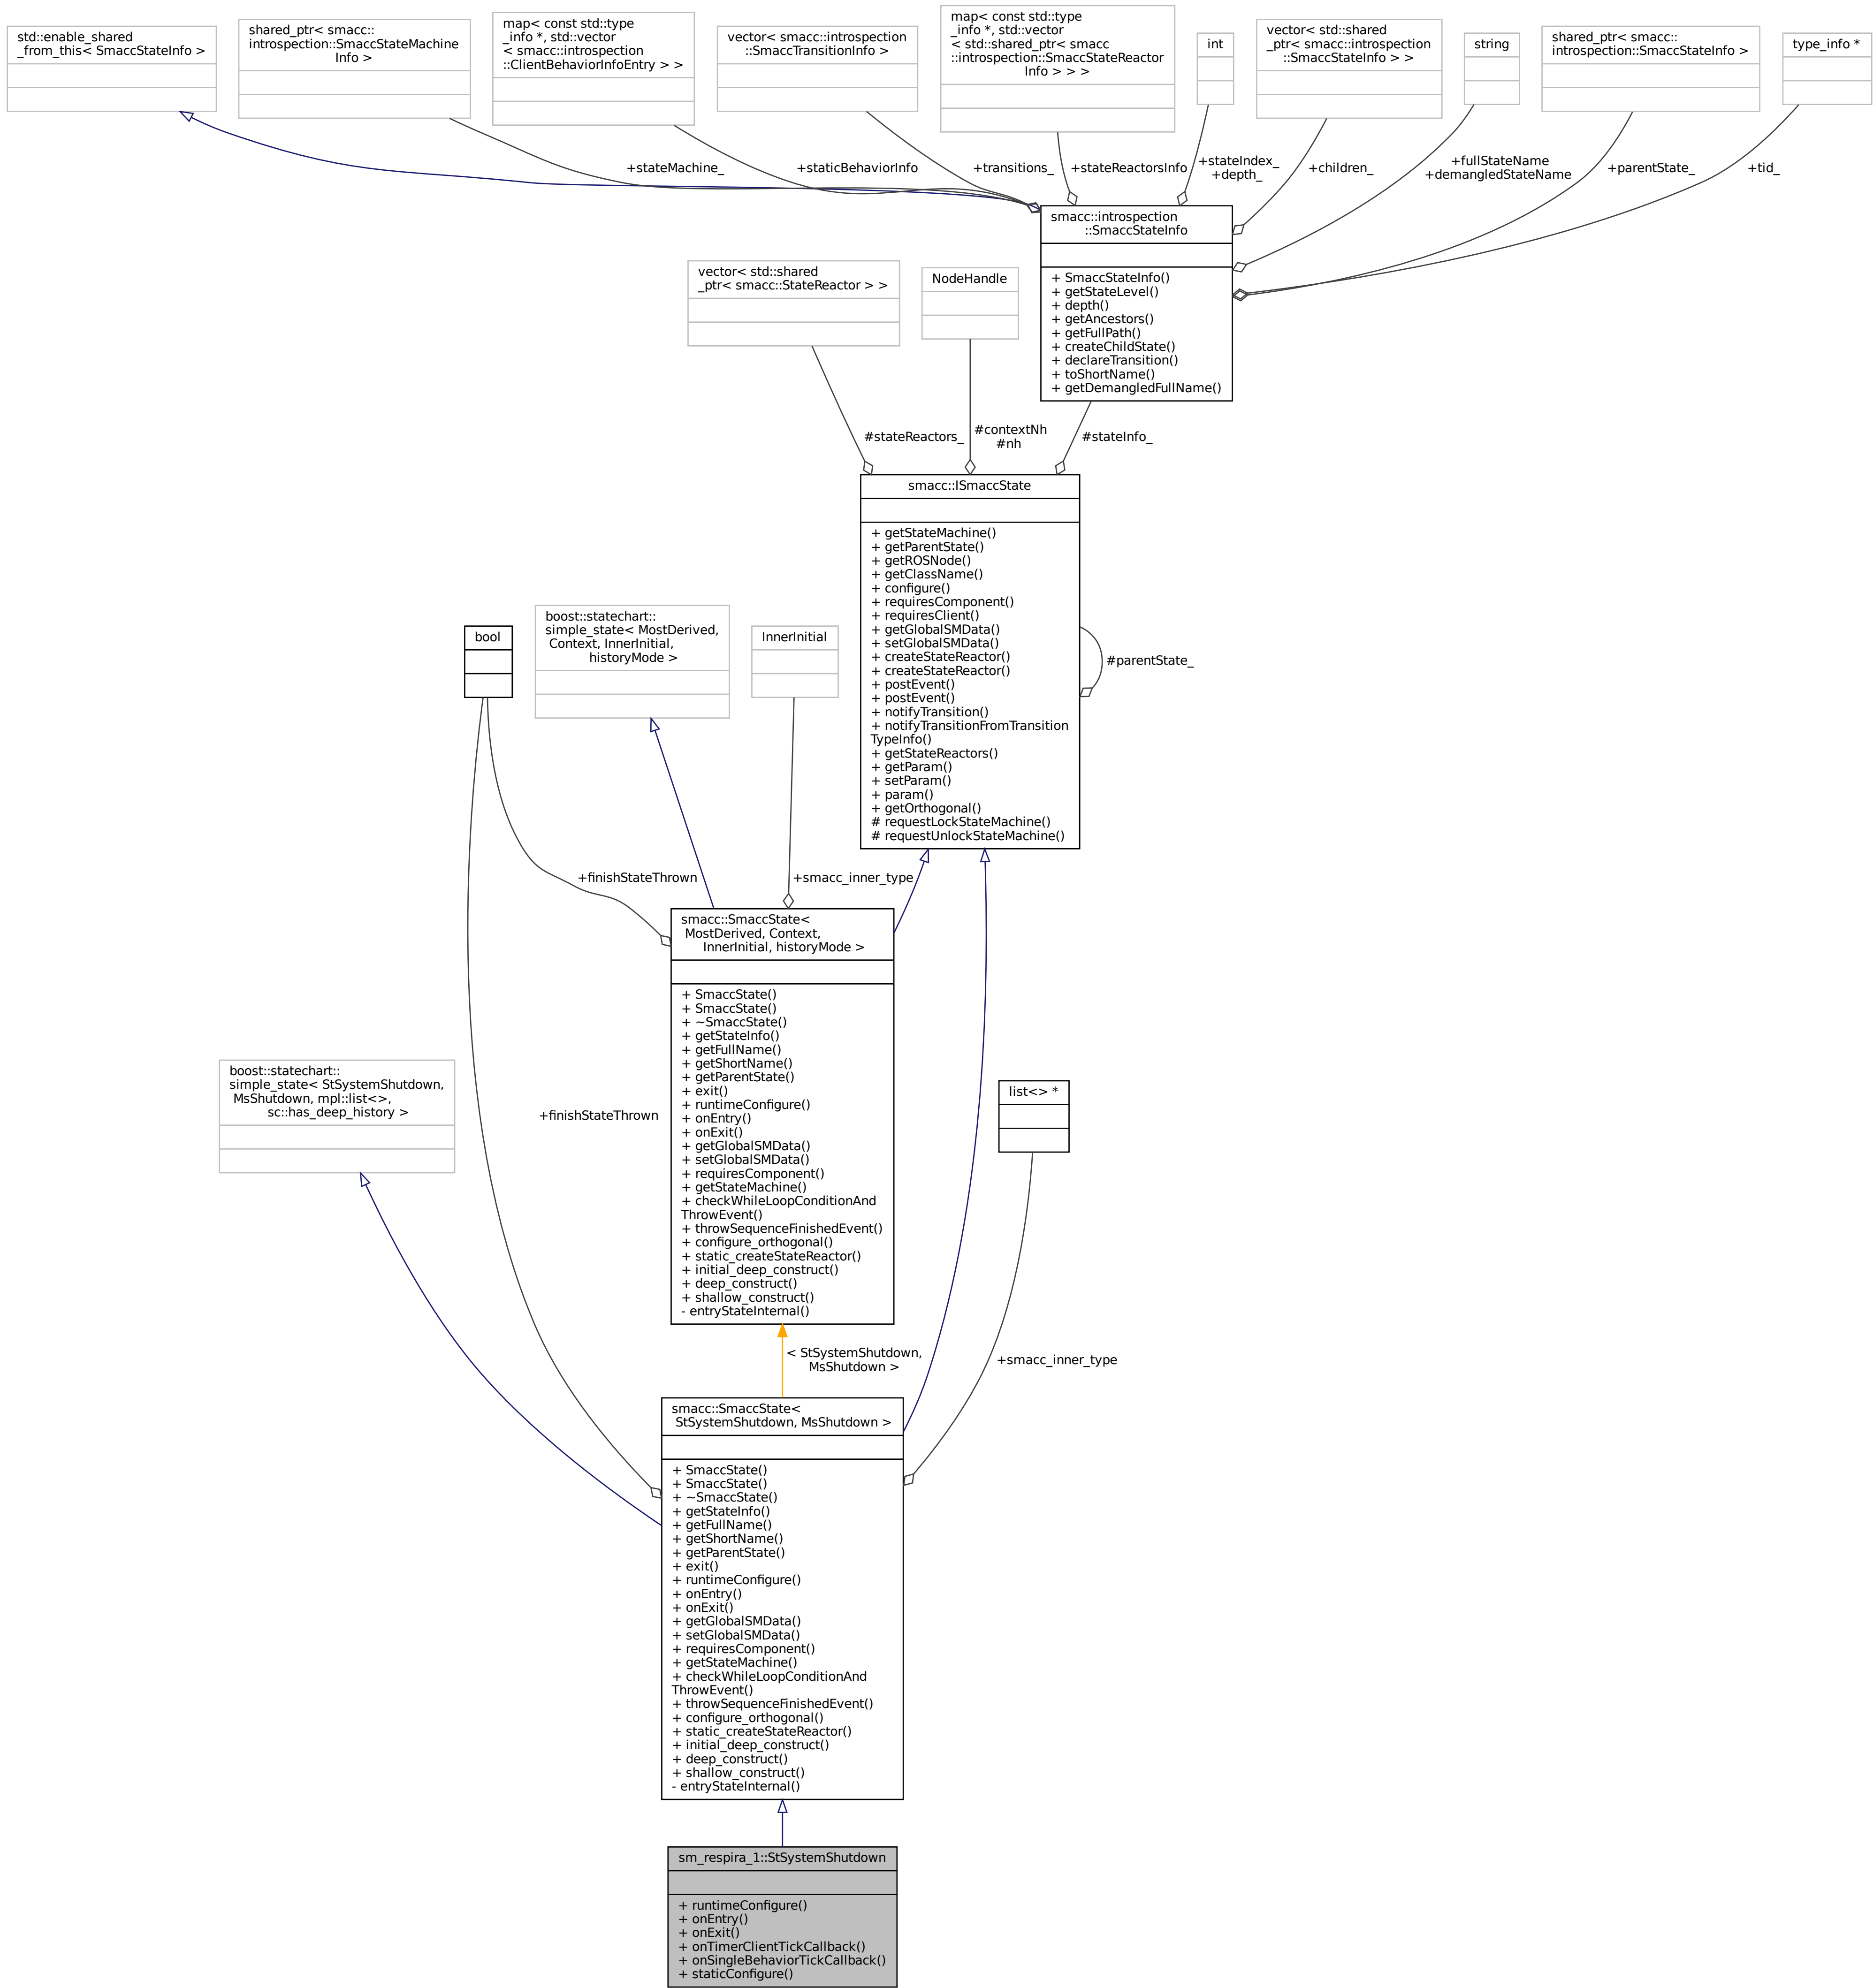 std::enable_shared
_from_this< SmaccStateInfo >
shared_ptr< smacc::
introspection::SmaccStateMachine
Info >
map< const std::type
_info *, std::vector
< smacc::introspection
::ClientBehaviorInfoEntry > >
vector< smacc::introspection
::SmaccTransitionInfo >
map< const std::type
_info *, std::vector
< std::shared_ptr< smacc
::introspection::SmaccStateReactor
Info > > >
int
vector< std::shared
_ptr< smacc::introspection
::SmaccStateInfo > >
string
shared_ptr< smacc::
introspection::SmaccStateInfo >
type_info *
+stateMachine_
+staticBehaviorInfo
+transitions_
+stateReactorsInfo
+stateIndex_
+depth_
+children_
+fullStateName
+demangledStateName
+parentState_
+tid_
smacc::introspection
::SmaccStateInfo
+ SmaccStateInfo()
+ getStateLevel()
+ depth()
+ getAncestors()
+ getFullPath()
+ createChildState()
+ declareTransition()
+ toShortName()
+ getDemangledFullName()
vector< std::shared
_ptr< smacc::StateReactor > >
NodeHandle
#stateReactors_
#contextNh
#nh
#stateInfo_
smacc::ISmaccState
+ getStateMachine()
+ getParentState()
+ getROSNode()
+ getClassName()
+ configure()
+ requiresComponent()
+ requiresClient()
+ getGlobalSMData()
+ setGlobalSMData()
+ createStateReactor()
+ createStateReactor()
+ postEvent()
+ postEvent()
+ notifyTransition()
+ notifyTransitionFromTransition
TypeInfo()
+ getStateReactors()
+ getParam()
+ setParam()
+ param()
+ getOrthogonal()
# requestLockStateMachine()
# requestUnlockStateMachine()
#parentState_
bool
boost::statechart::
simple_state< MostDerived,
Context, InnerInitial,
historyMode >
InnerInitial
+finishStateThrown
+smacc_inner_type
smacc::SmaccState<
MostDerived, Context,
InnerInitial, historyMode >
+ SmaccState()
+ SmaccState()
+ ~SmaccState()
+ getStateInfo()
+ getFullName()
+ getShortName()
+ getParentState()
+ exit()
+ runtimeConfigure()
+ onEntry()
+ onExit()
+ getGlobalSMData()
+ setGlobalSMData()
+ requiresComponent()
+ getStateMachine()
+ checkWhileLoopConditionAnd
ThrowEvent()
+ throwSequenceFinishedEvent()
+ configure_orthogonal()
+ static_createStateReactor()
+ initial_deep_construct()
+ deep_construct()
+ shallow_construct()
- entryStateInternal()
boost::statechart::
simple_state< StSystemShutdown,
MsShutdown, mpl::list<>,
sc::has_deep_history >
+finishStateThrown
list<> *
< StSystemShutdown,
MsShutdown >
+smacc_inner_type
smacc::SmaccState<
StSystemShutdown, MsShutdown >
+ SmaccState()
+ SmaccState()
+ ~SmaccState()
+ getStateInfo()
+ getFullName()
+ getShortName()
+ getParentState()
+ exit()
+ runtimeConfigure()
+ onEntry()
+ onExit()
+ getGlobalSMData()
+ setGlobalSMData()
+ requiresComponent()
+ getStateMachine()
+ checkWhileLoopConditionAnd
ThrowEvent()
+ throwSequenceFinishedEvent()
+ configure_orthogonal()
+ static_createStateReactor()
+ initial_deep_construct()
+ deep_construct()
+ shallow_construct()
- entryStateInternal()
sm_respira_1::StSystemShutdown
+ runtimeConfigure()
+ onEntry()
+ onExit()
+ onTimerClientTickCallback()
+ onSingleBehaviorTickCallback()
+ staticConfigure()